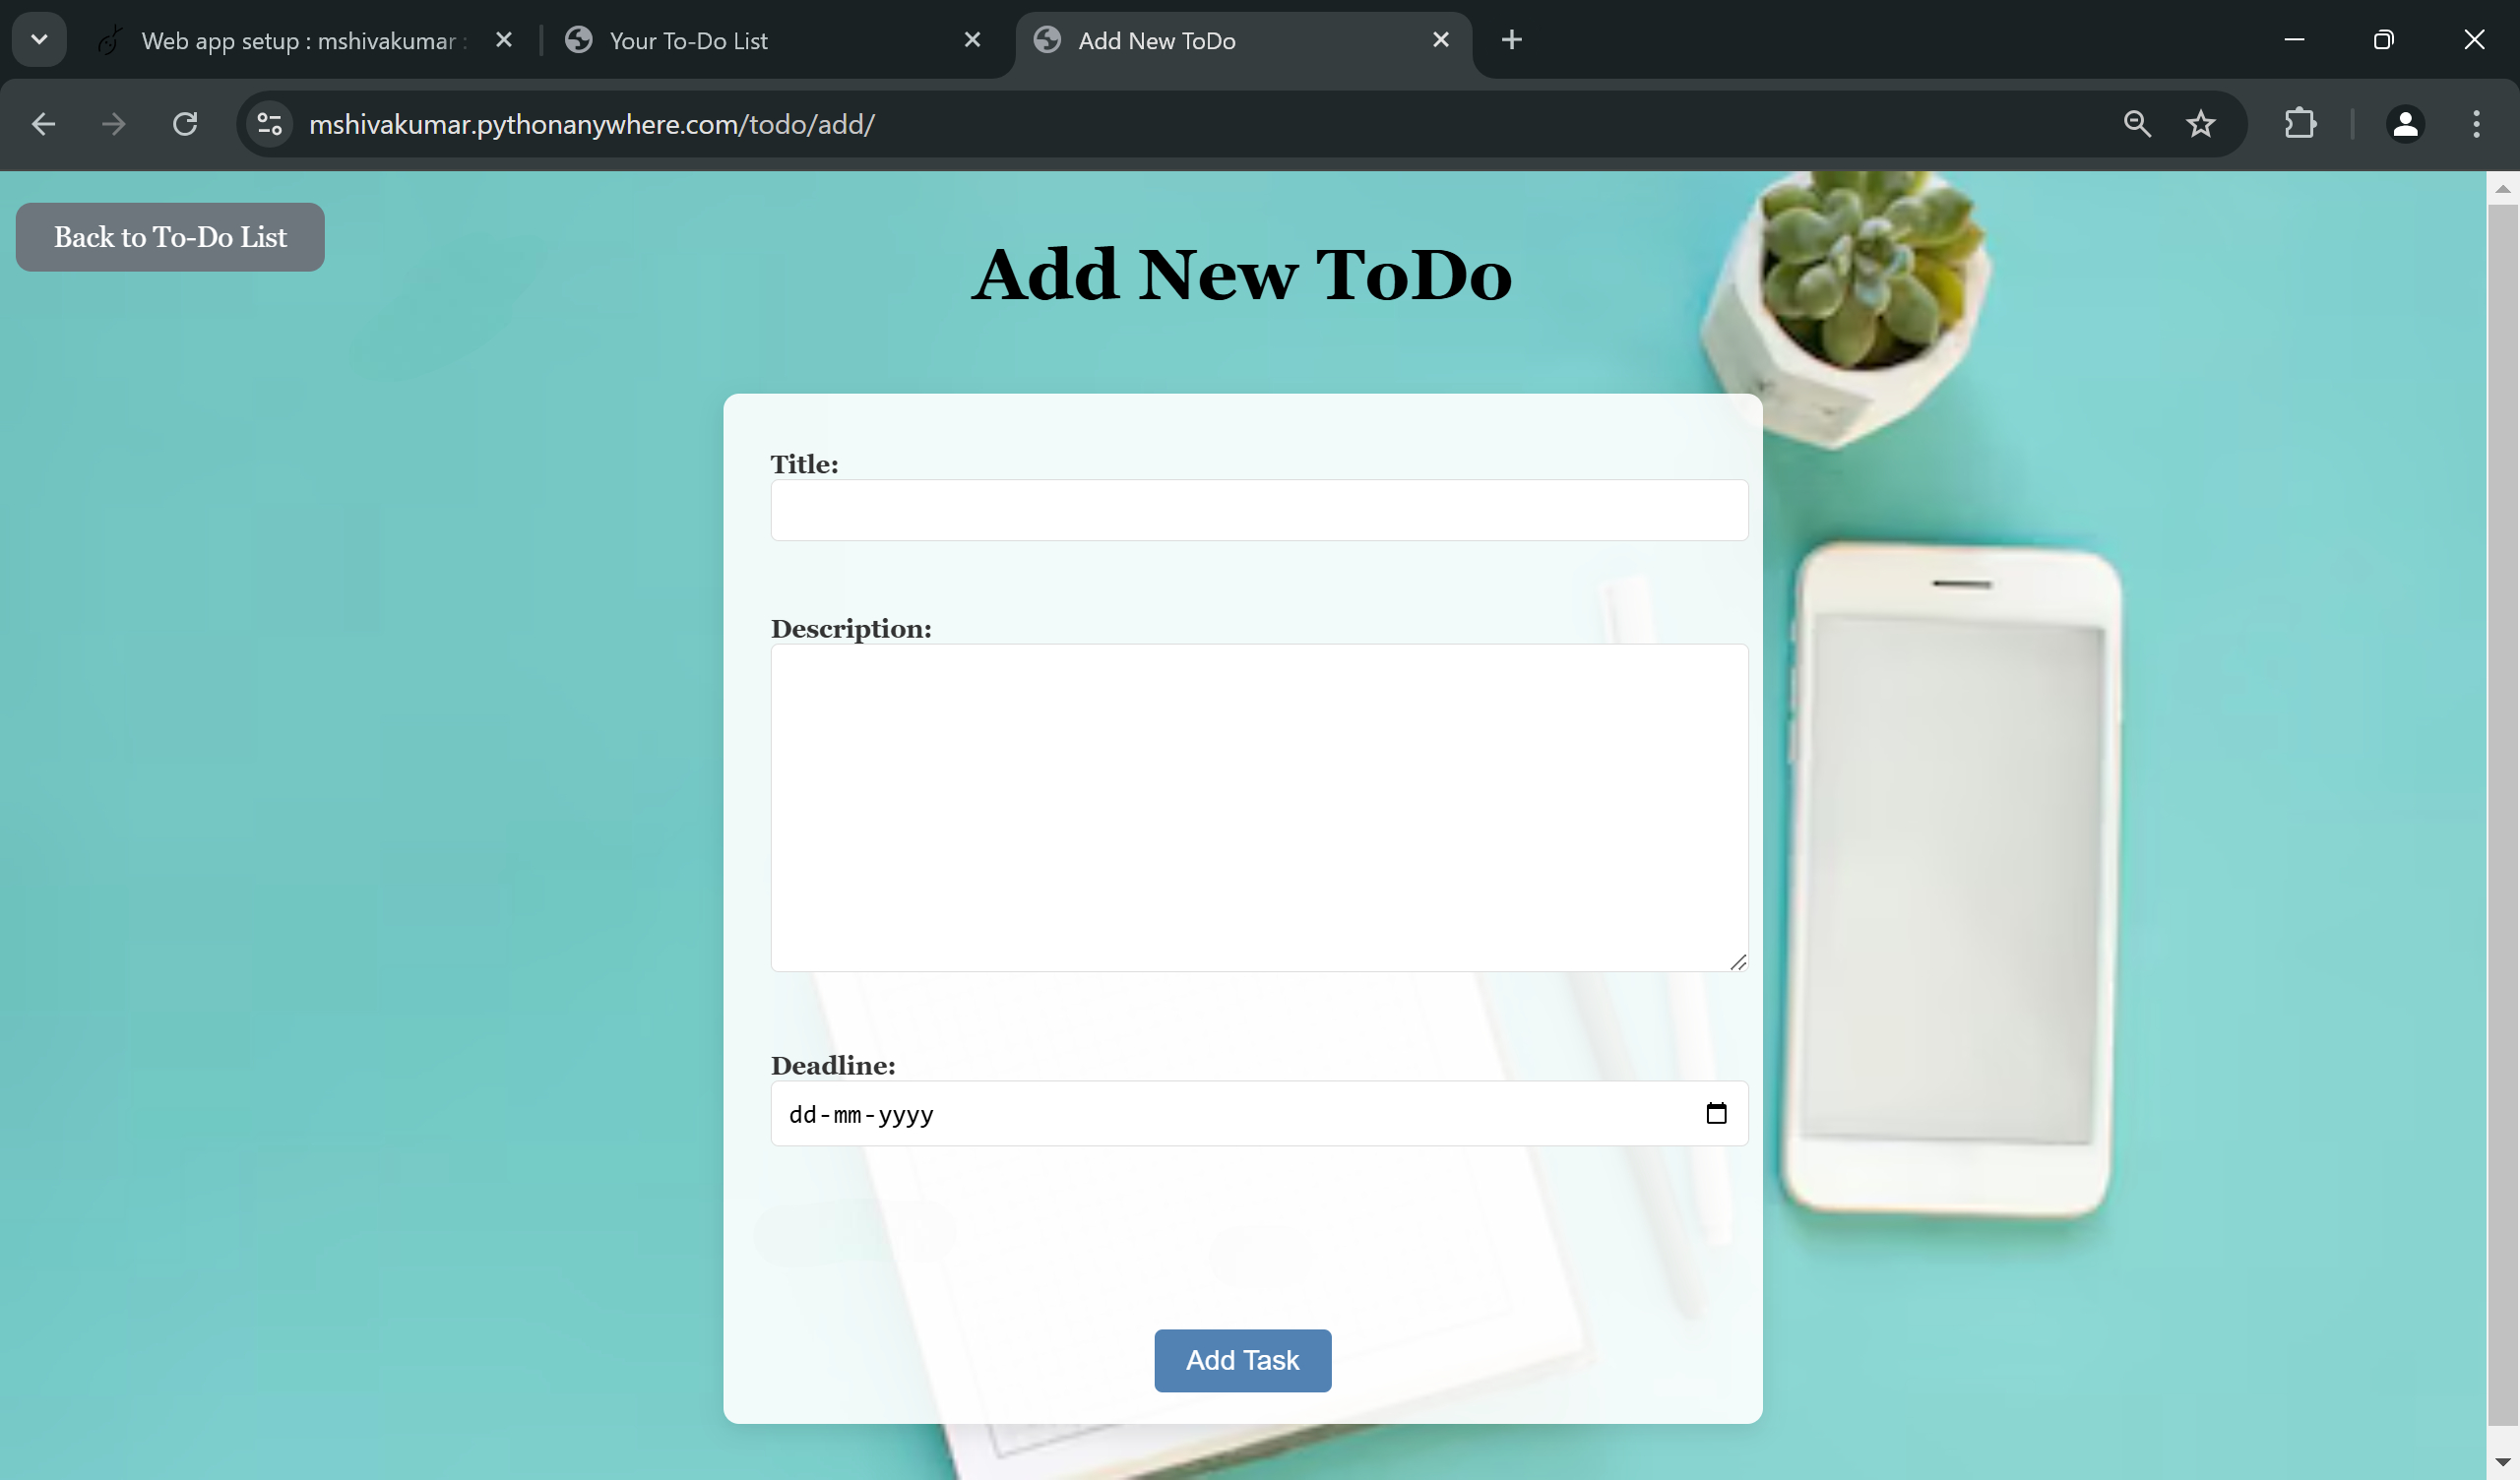 Web app setup : mshivakumar :
Your To-Do List
Add New ToDo
mshivakumar.pythonanywhere.com/todo/add/
Back to To-Do List
Add New ToDo
Title:
Description:
Deadline:
dd-mm-yyyy
Add Task